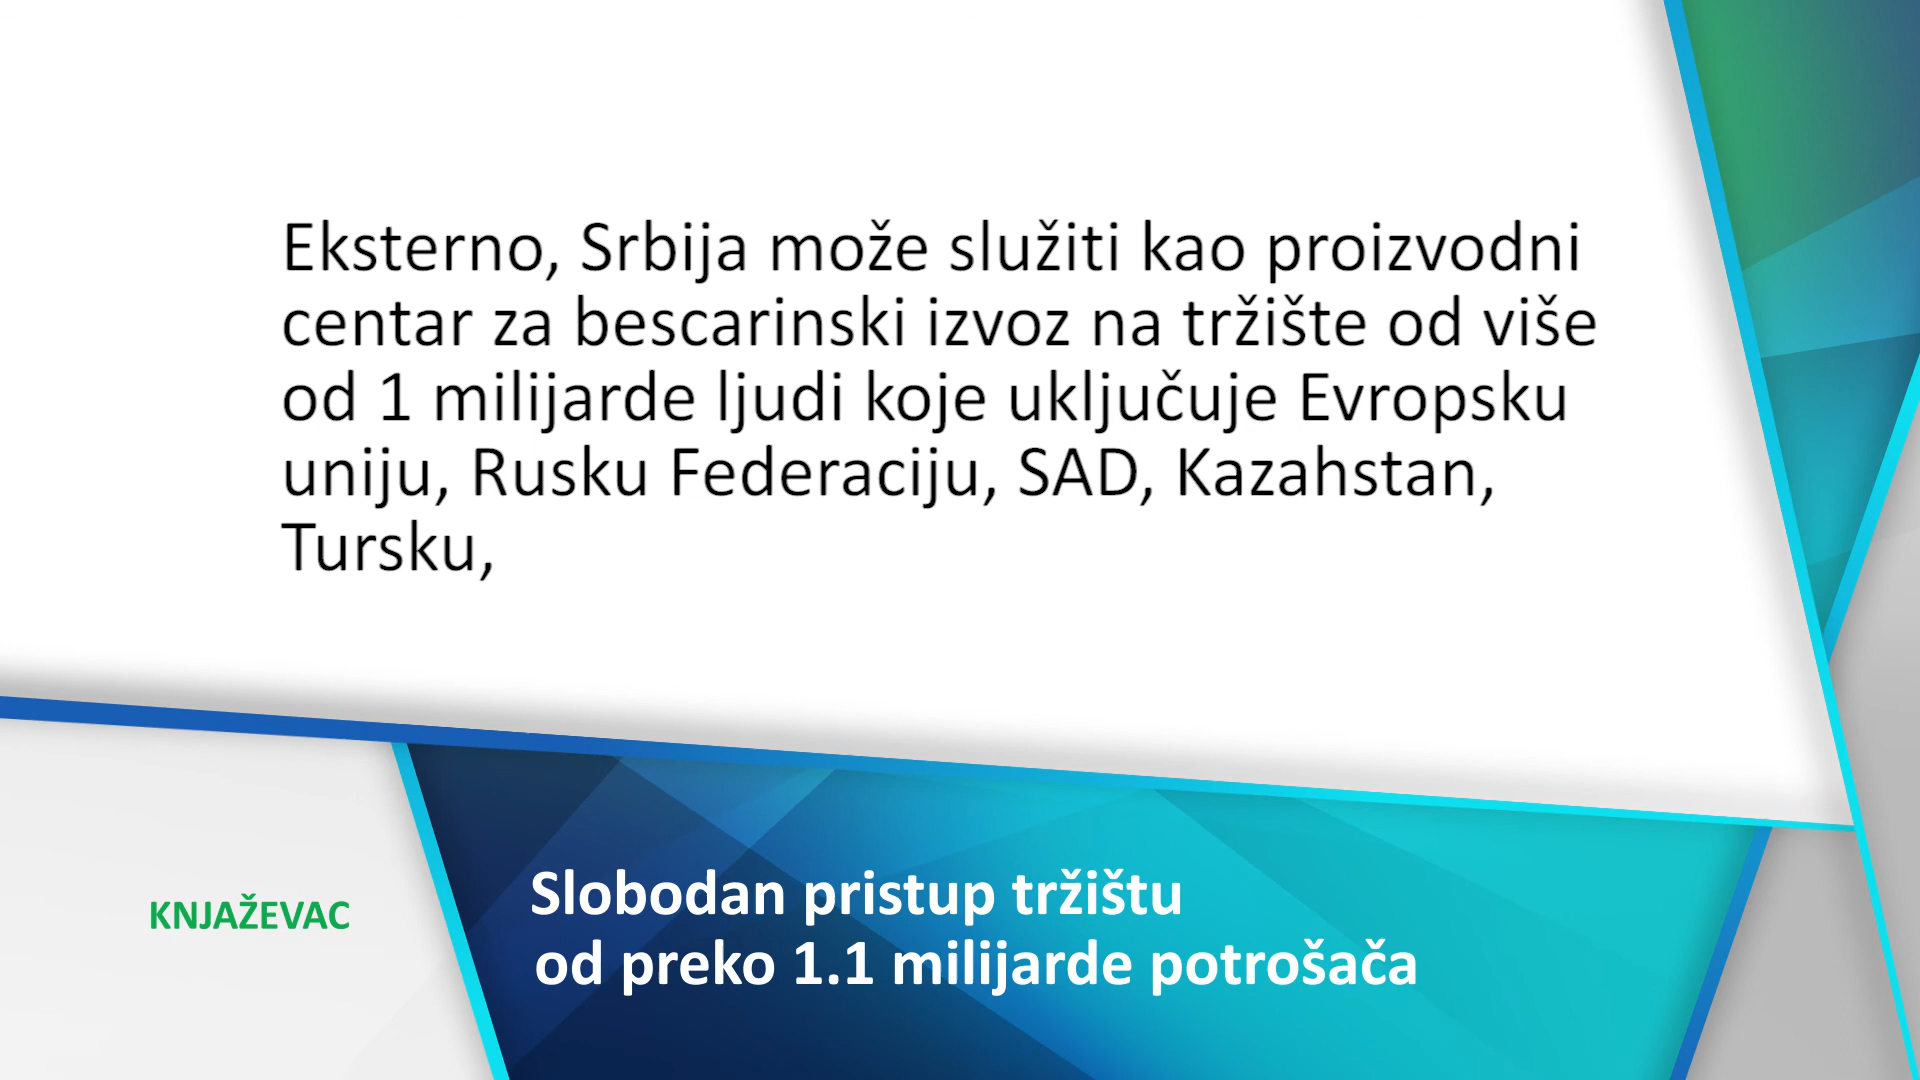 Eksterno, Srbija može služiti kao proizvodni
centar za bescarinski izvoz na tržište od više
od 1 milijarde ljudi koje uključuje Evropsku
uniju, Rusku Federaciju, SAD, Kazahstan,
Tursku,
KNJAŽEVAC
Slobodan pristup tržištu
od preko 1.1 milijarde potrošača